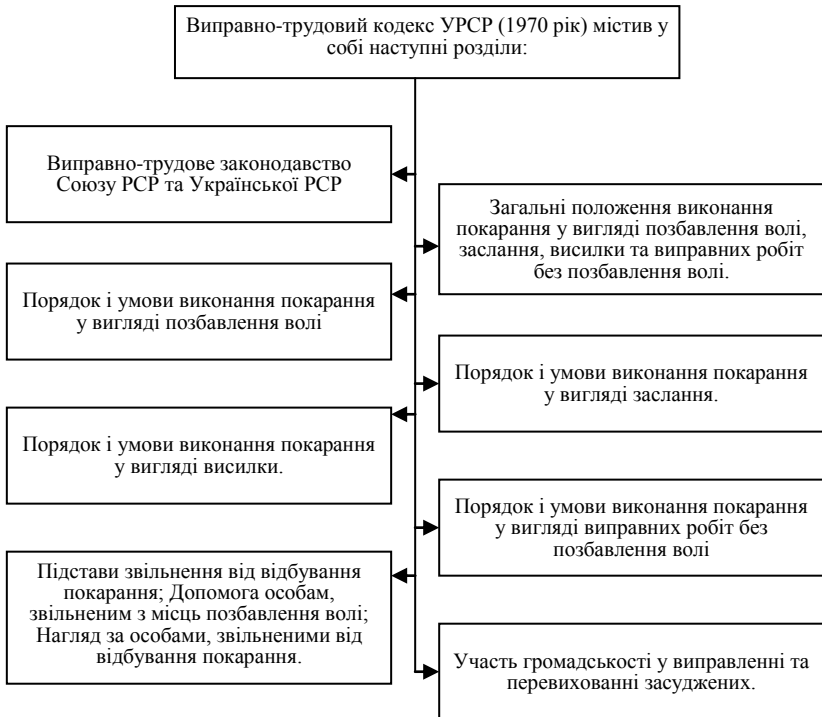 Виправно-трудовий кодекс УРСР (1970 рік) містив у
собі наступні розділи:
Виправно-трудове законодавство
Союзу РСР та Української РСР
Загальні положення виконання
покарання у вигляді позбавлення волі,
заслання, висилки та виправних робіт
без позбавлення волі.
Порядок і умови виконання покарання
у вигляді позбавлення волі
Порядок і умови виконання покарання
у вигляді заслання.
Порядок і умови виконання покарання
у вигляді висилки.
Порядок і умови виконання покарання
у вигляді виправних робіт без
позбавлення волі
Підстави звільнення від відбування
покарання; Допомога особам,
звільненим з місць позбавлення волі;
Нагляд за особами, звільненими від
відбування покарання.
Участь громадськості у виправленні та
перевихованні засуджених.